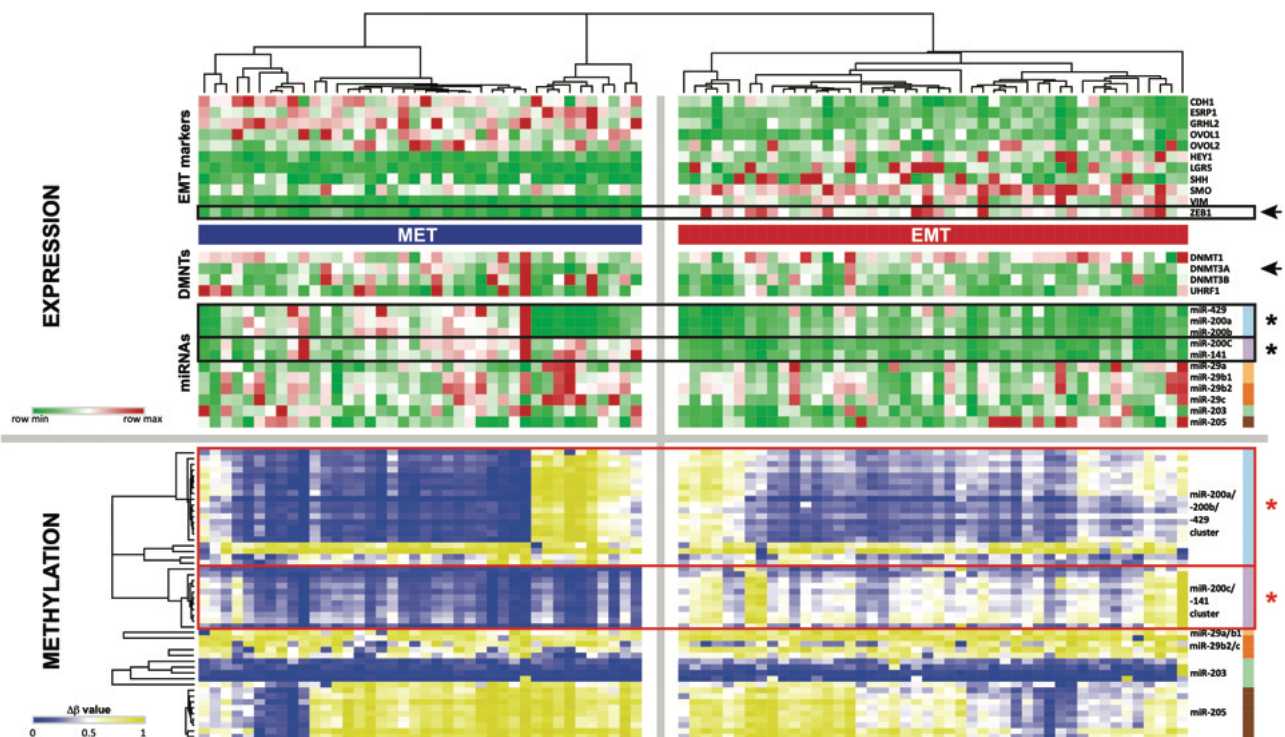 EXPRESSION
EMT markers
CDH1
ESRP1
GRHL2
OVOL1
OVOL2
HEY1
LGR5
SHH
SMO
VIM
ZEB1
MET
EMT
DMNTs
DNMT1
DNMT3A
DNMT3B
UHRF1
miRNAs
miR-429
miR-200a
miR-200b
*
miR-200C
miR-141
*
miR-29a
miR-29b1
miR-29b2
miR-29c
miR-203
miR-205
row min
row max
METHYLATION
miR-200a/
-200b/
-429
cluster
*
miR-200c/
-141
cluster
*
miR-29a/b1
miR-29b2/c
miR-203
miR-205
Δβ value
0 0.5 1